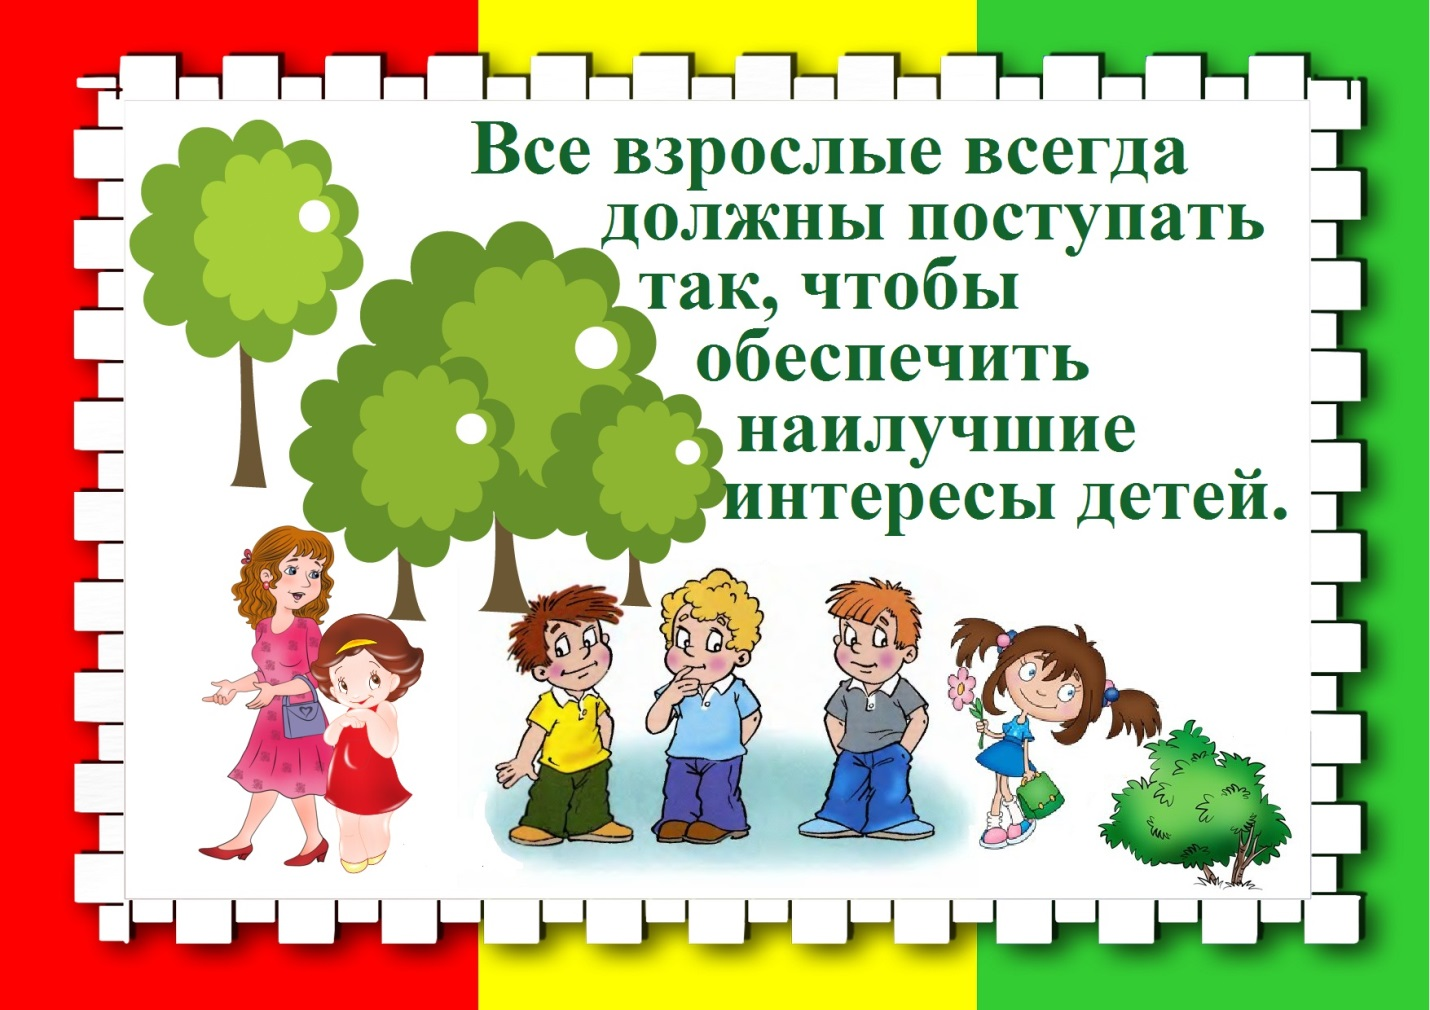 Все взрослые всегда
должны поступать
так, чтобы
обеспечить
наилучшие
интересы детей.